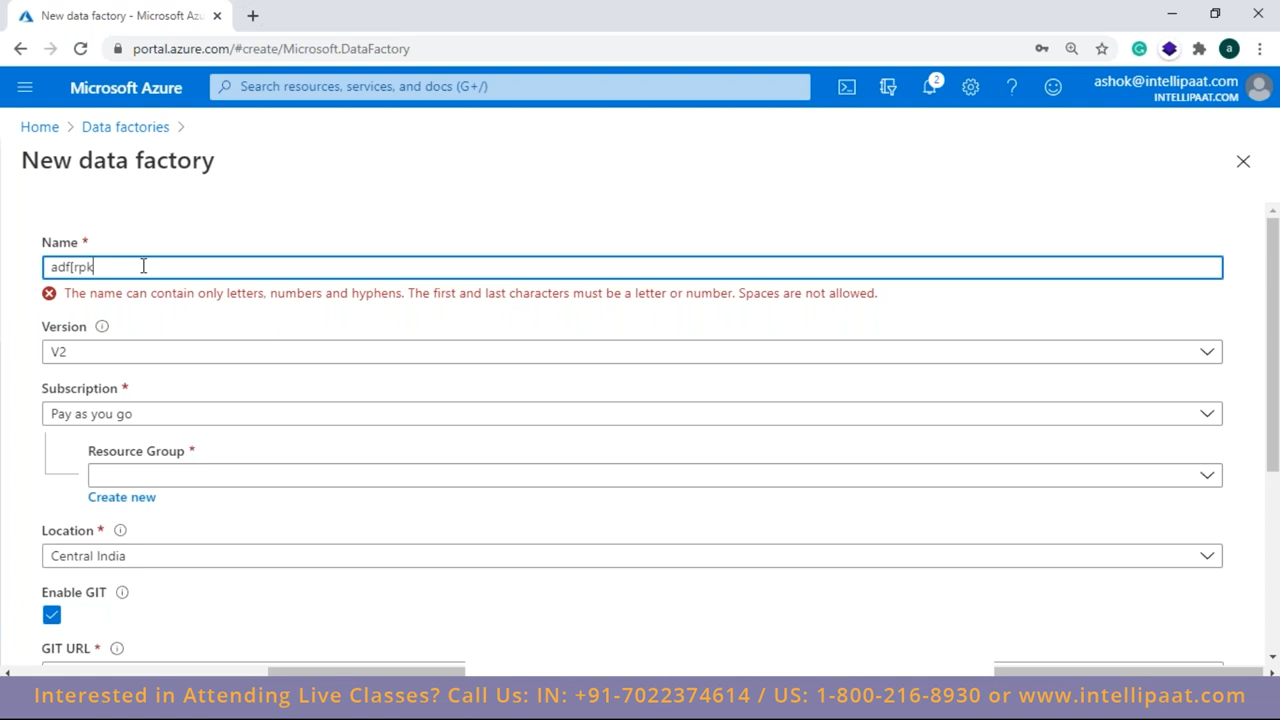 New data factory - Microsoft Azu
portal.azure.com/#create/Microsoft.DataFactory
a
Microsoft Azure
Search resources, services, and docs (G+/)
2
ashok@intellipaat.com
INTELLIPAAT.COM
Home > Data factories >
New data factory
Name *
adf[rpk
The name can contain only letters, numbers and hyphens. The first and last characters must be a letter or number. Spaces are not allowed.
Version
V2
Subscription *
Pay as you go
Resource Group *
Create new
Location *
Central India
Enable GIT
GIT URL *
Interested in Attending Live Classes? Call Us: IN: +91-7022374614 / US: 1-800-216-8930 or www.intellipaat.com